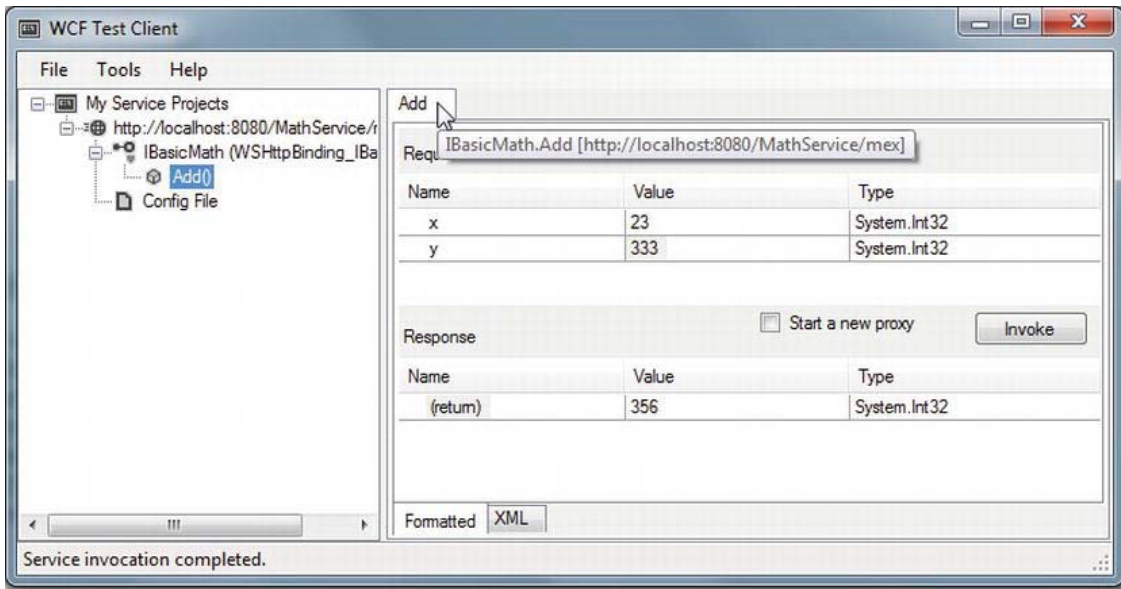 WCF Test Client
File Tools Help
My Service Projects
http://localhost:8080/MathService/
IBasicMath (WSHttpBinding_IBa
Add()
Config File
Add
IBasicMath.Add [http://localhost:8080/MathService/mex]
Requ
Name Value Type
x 23 System.Int32
y 333 System.Int32
Response Start a new proxy Invoke
Name Value Type
(return) 356 System.Int32
Formatted XML
Service invocation completed.